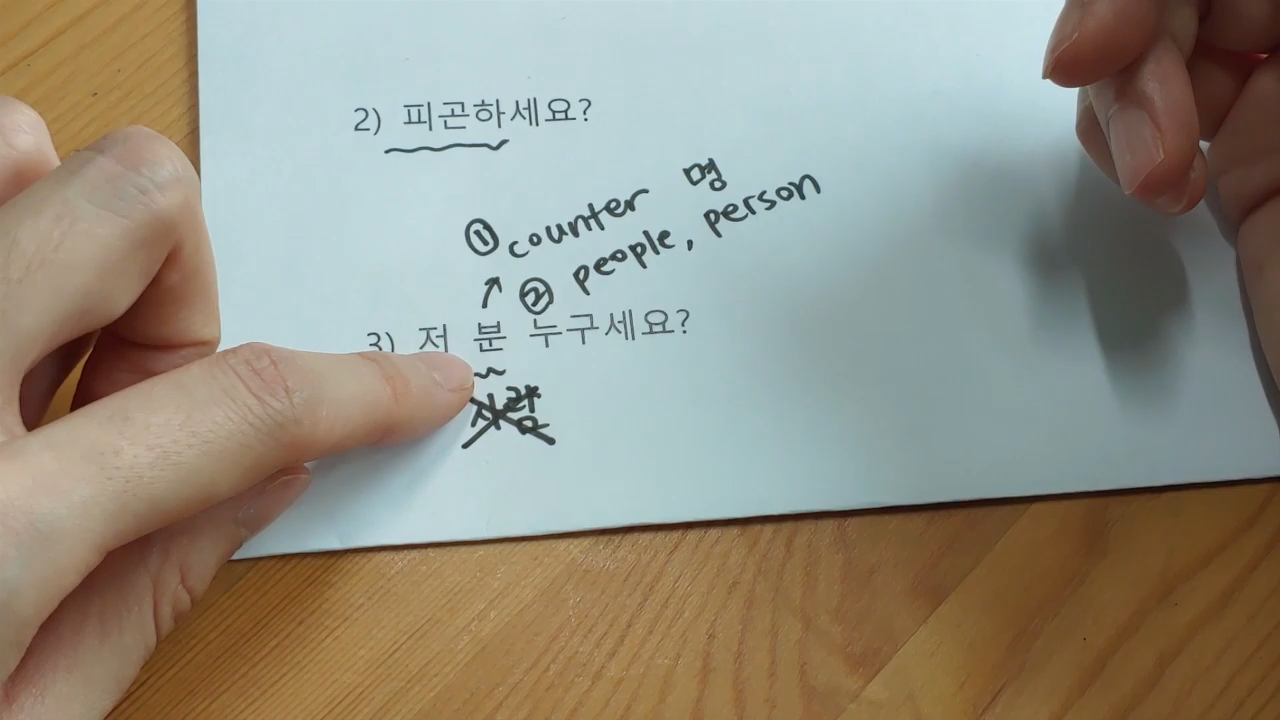 2) 피곤하세요?
① counter 명
② people, person
3) 저 분 누구세요?
사람